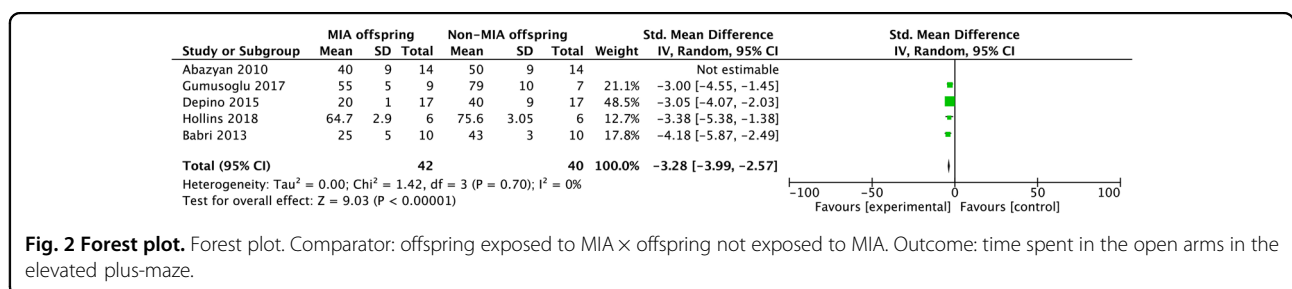 MIA offspring Non-MIA offspring Std. Mean Difference Std. Mean Difference
Study or Subgroup Mean SD Total Mean SD Total Weight IV, Random, 95% CI IV, Random, 95% CI
Abazyan 2010 40 9 14 50 9 14 Not estimable
Gumusoglu 2017 55 5 9 79 10 7 21.1% −3.00 [−4.55, −1.45]
Depino 2015 20 1 17 40 9 17 48.5% −3.05 [−4.07, −2.03]
Hollins 2018 64.7 2.9 6 75.6 3.05 6 12.7% −3.38 [−5.38, −1.38]
Babri 2013 25 5 10 43 3 10 17.8% −4.18 [−5.87, −2.49]
Total (95% CI) 42 40 100.0% −3.28 [−3.99, −2.57]
Heterogeneity: Tau² = 0.00; Chi² = 1.42, df = 3 (P = 0.70); I² = 0%
Test for overall effect: Z = 9.03 (P < 0.00001)
−100 −50 0 50 100
Favours [experimental] Favours [control]
Fig. 2 Forest plot. Forest plot. Comparator: offspring exposed to MIA × offspring not exposed to MIA. Outcome: time spent in the open arms in the
elevated plus-maze.